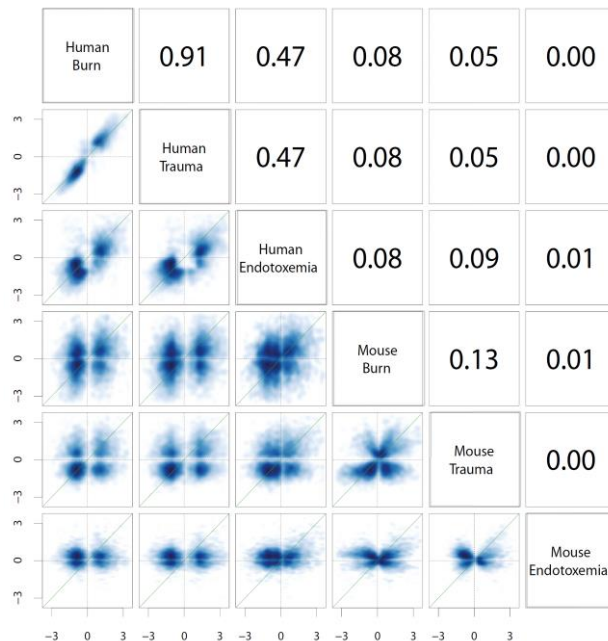 Human
Burn
0.91
0.47
0.08
0.05
0.00
3
0
−3
Human
Trauma
0.47
0.08
0.05
0.00
3
0
−3
Human
Endotoxemia
0.08
0.09
0.01
3
0
−3
Mouse
Burn
0.13
0.01
3
0
−3
Mouse
Trauma
0.00
3
0
−3
Mouse
Endotoxemia
−3 0 3
−3 0 3
−3 0 3
−3 0 3
−3 0 3